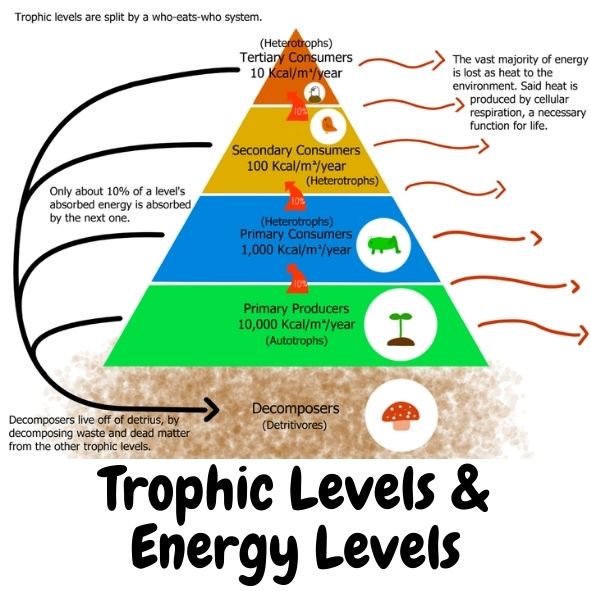 Trophic levels are split by a who-eats-who system.
(Heterotrophs)
Tertiary Consumers
10 Kcal/m²/year
The vast majority of energy
is lost as heat to the
environment. Said heat is
produced by cellular
respiration, a necessary
function for life.
10%
Secondary Consumers
100 Kcal/m²/year
(Heterotrophs)
Only about 10% of a level's
absorbed energy is absorbed
by the next one.
10%
(Heterotrophs)
Primary Consumers
1,000 Kcal/m²/year
10%
Primary Producers
10,000 Kcal/m²/year
(Autotrophs)
Decomposers
(Detritivores)
Decomposers live off of detrius, by
decomposing waste and dead matter
from the other trophic levels.
Trophic Levels &
Energy Levels